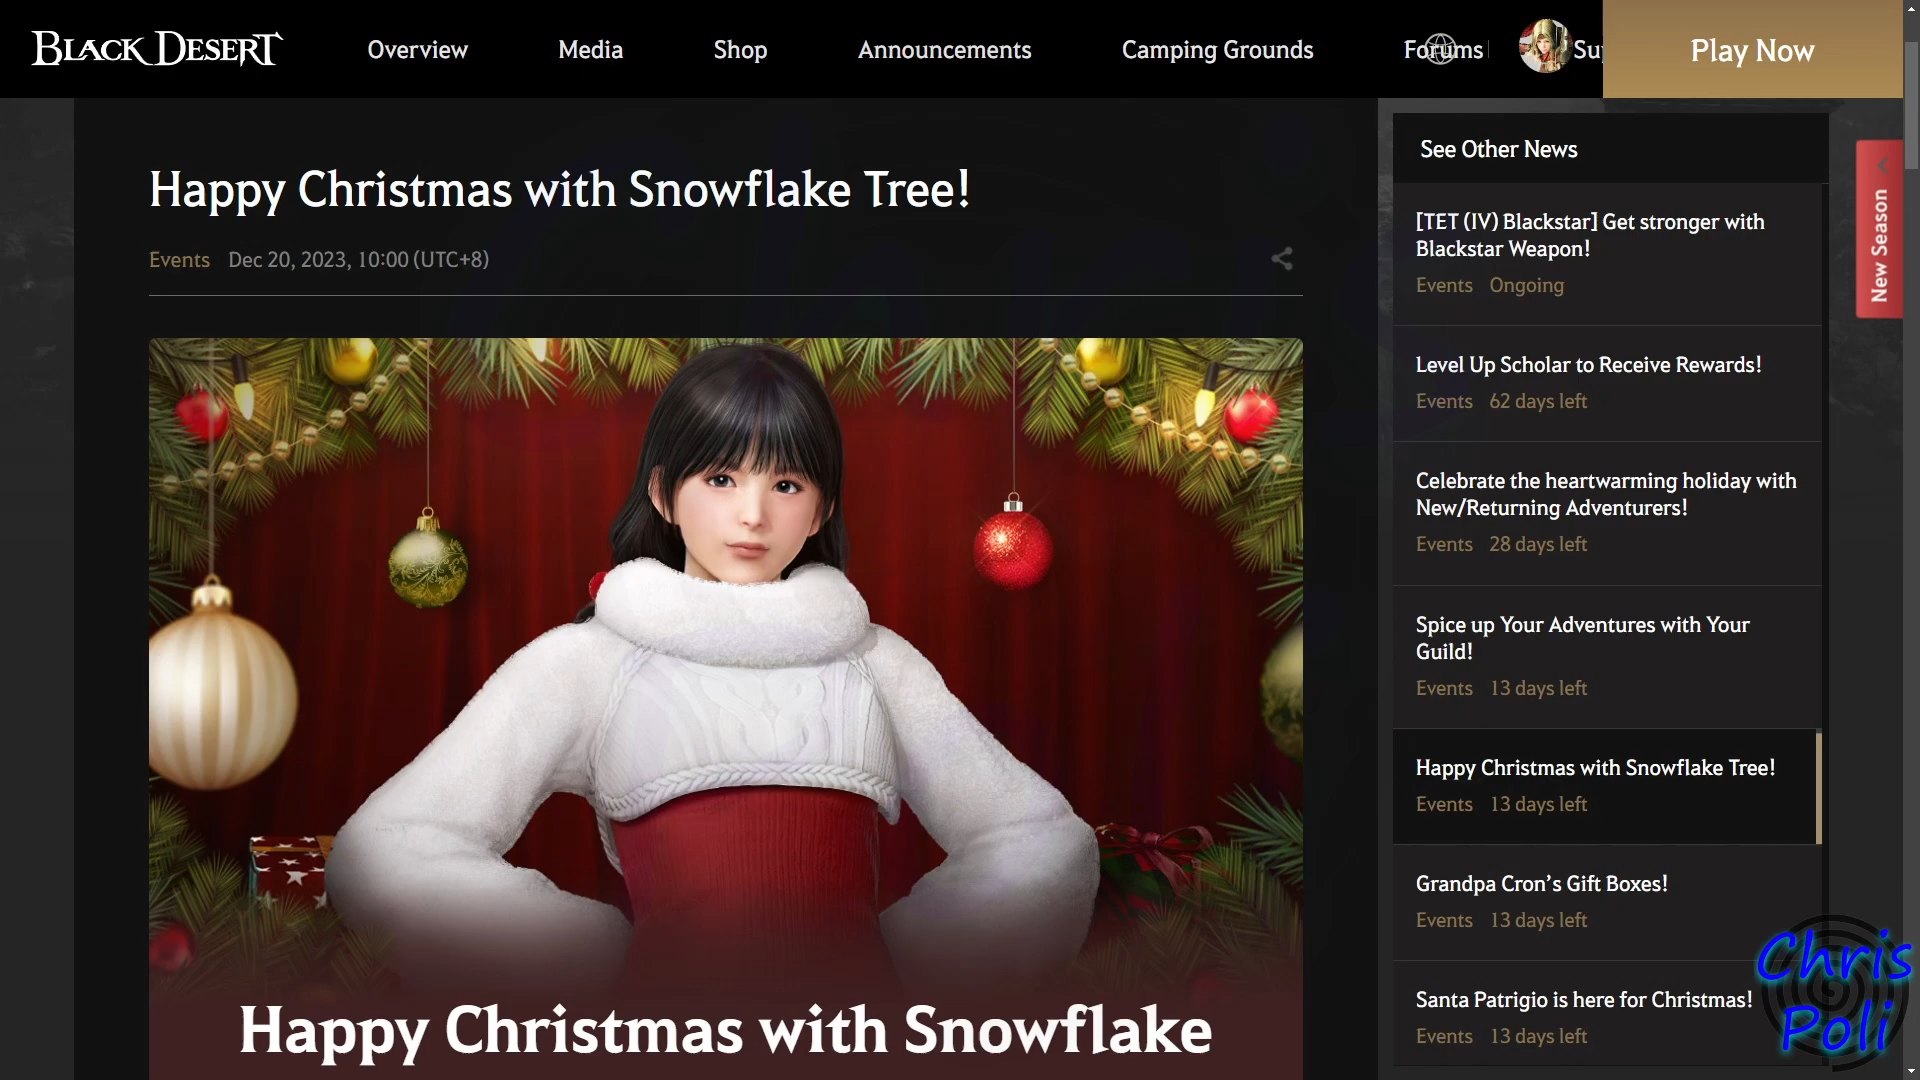 BLACK DESERT
Overview
Media
Shop
Announcements
Camping Grounds
Forums
Play Now
Happy Christmas with Snowflake Tree!
Events Dec 20, 2023, 10:00 (UTC+8)
Happy Christmas with Snowflake
See Other News
[TET (IV) Blackstar] Get stronger with
Blackstar Weapon!
Events Ongoing
Level Up Scholar to Receive Rewards!
Events 62 days left
Celebrate the heartwarming holiday with
New/Returning Adventurers!
Events 28 days left
Spice up Your Adventures with Your
Guild!
Events 13 days left
Happy Christmas with Snowflake Tree!
Events 13 days left
Grandpa Cron’s Gift Boxes!
Events 13 days left
Santa Patrigio is here for Christmas!
Events 13 days left
New Season
Chris
Poli